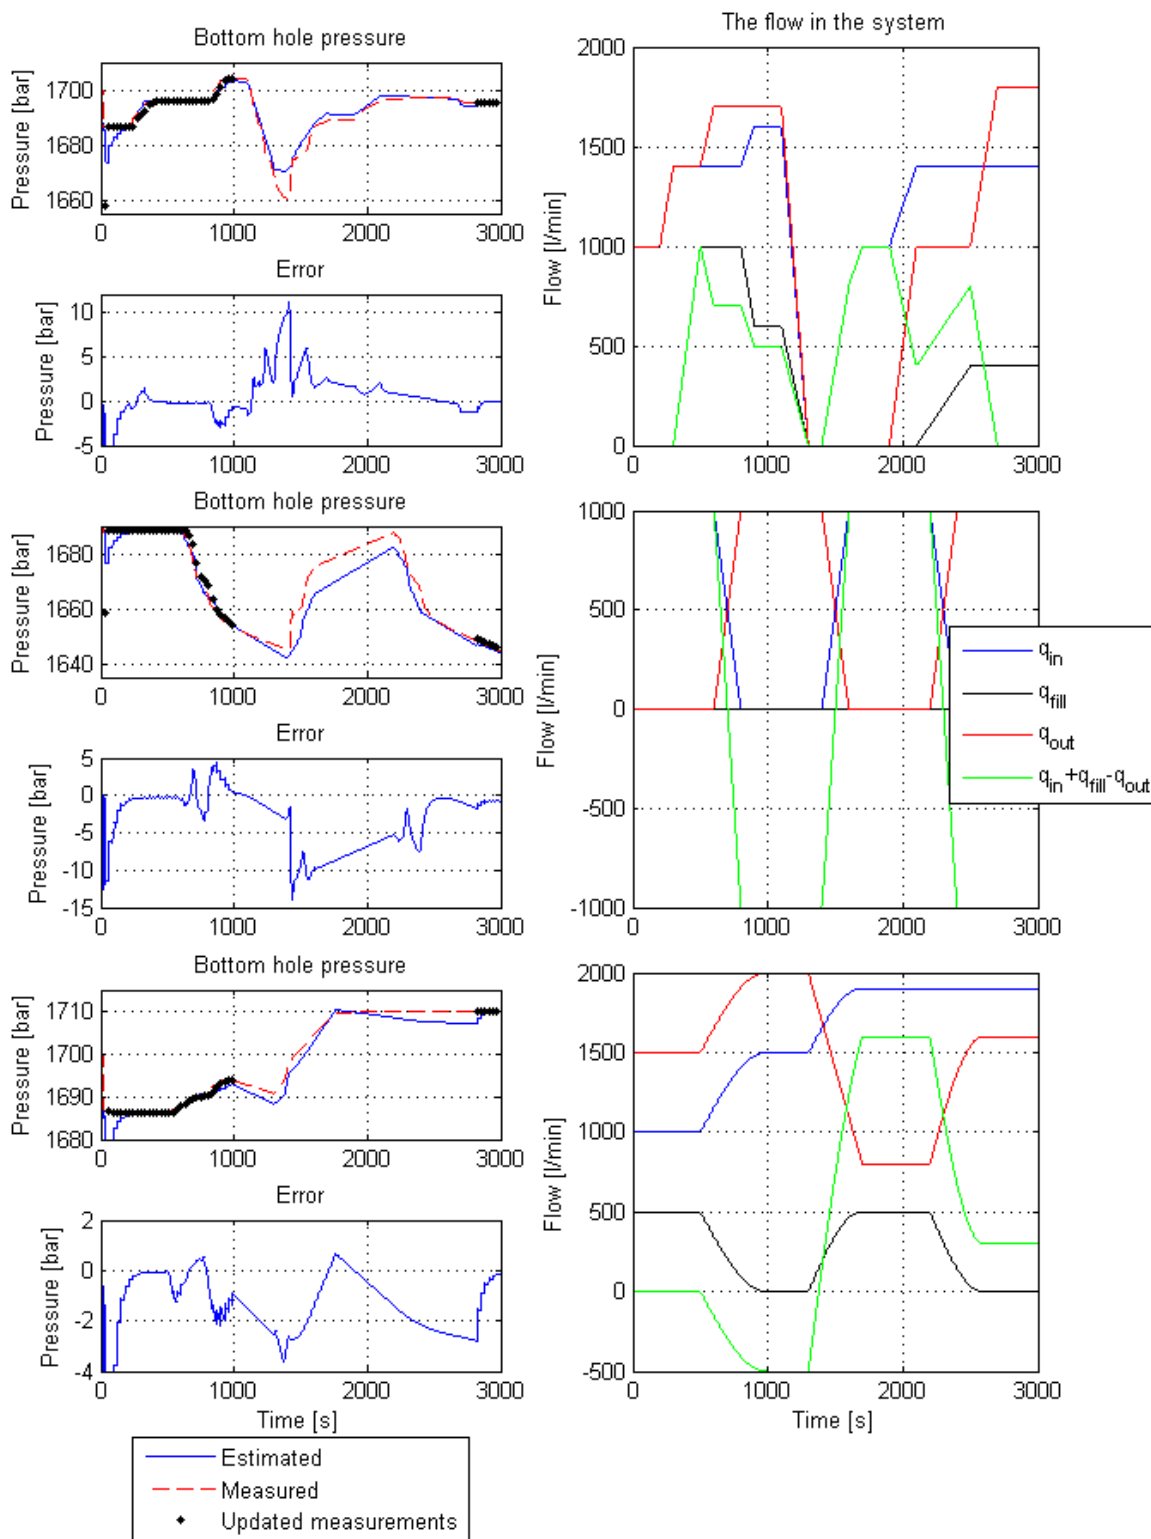 Bottom hole pressure
Pressure [bar]
1700
1680
1660
0 1000 2000 3000
Error
Pressure [bar]
10
5
0
-5
0 1000 2000 3000
The flow in the system
Flow [l/min]
2000
1500
1000
500
0
0 1000 2000 3000
Bottom hole pressure
Pressure [bar]
1680
1660
1640
0 1000 2000 3000
Error
Pressure [bar]
5
0
-5
-10
-15
0 1000 2000 3000
Flow [l/min]
1000
500
0
-500
-1000
0 1000 2000 3000
q_in
q_fill
q_out
q_in+q_fill-q_out
Bottom hole pressure
Pressure [bar]
1710
1700
1690
1680
0 1000 2000 3000
Error
Pressure [bar]
2
0
-2
-4
0 1000 2000 3000
Time [s]
Flow [l/min]
2000
1500
1000
500
0
-500
0 1000 2000 3000
Time [s]
Estimated
Measured
Updated measurements